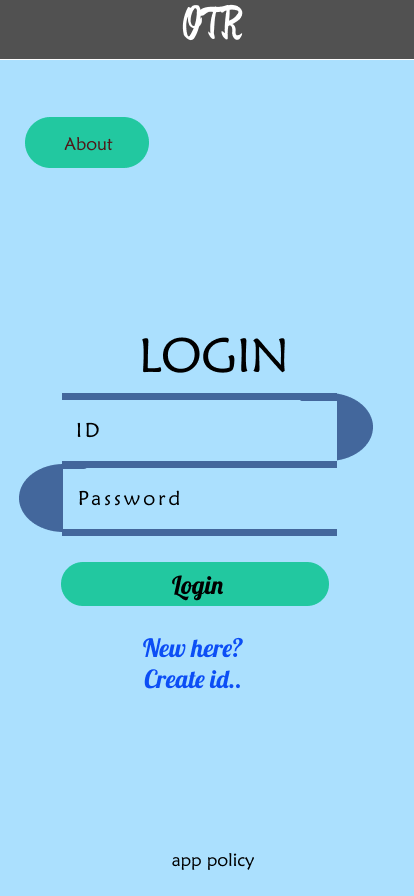 OTR
About
LOGIN
ID
Password
Login
New here?
Create id..
app policy